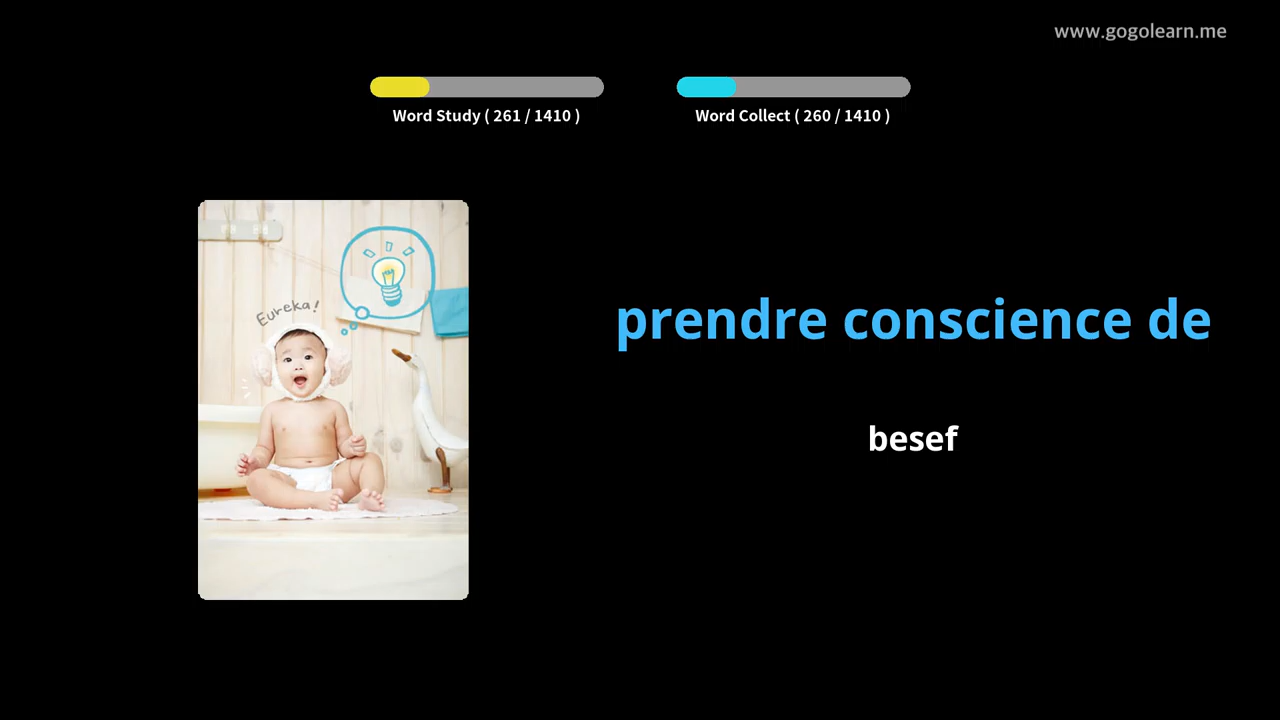 www.gogolearn.me
Word Study ( 261 / 1410 )
Word Collect ( 260 / 1410 )
Eureka!
prendre conscience de
besef